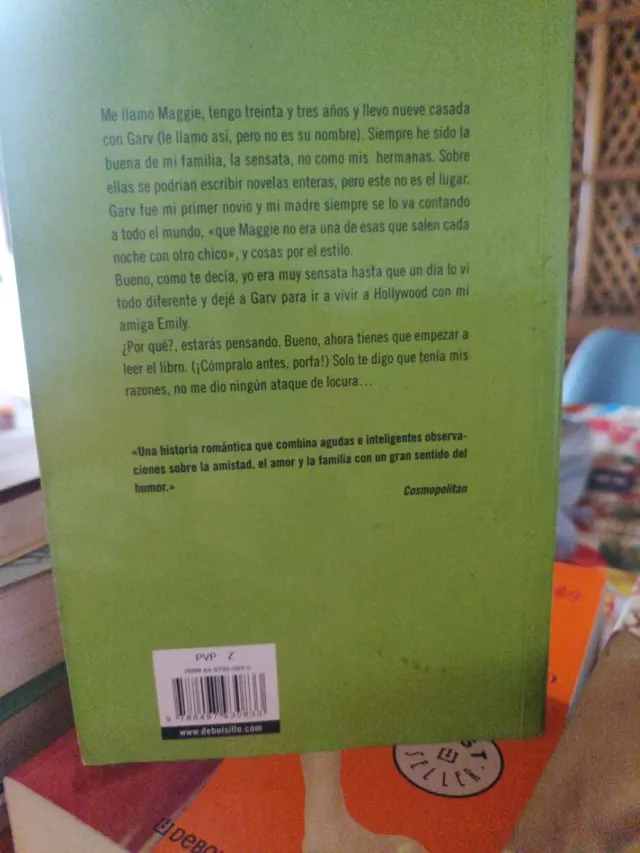 Me llamo Maggie, tengo treinta y tres años y llevo nueve casada
con Garv (le llamo así, pero no es su nombre). Siempre he sido la
buena de mi familia, la sensata, no como mis hermanas. Sobre
ellas se podrían escribir novelas enteras, pero este no es el lugar.
Garv fue mi primer novio y mi madre siempre se lo va contando
a todo el mundo, «que Maggie no era una de esas que salen cada
noche con otro chico», y cosas por el estilo.
Bueno, como te decía, yo era muy sensata hasta que un día lo vi
todo diferente y dejé a Garv para ir a vivir a Hollywood con mi
amiga Emily.
¿Por qué?, estarás pensando. Bueno, ahora tienes que empezar a
leer el libro. (¡Cómpralo antes, porfa!) Solo te digo que tenía mis
razones, no me dio ningún ataque de locura...
«Una historia romántica que combina agudas e inteligentes observa-
ciones sobre la amistad, el amor y la familia con un gran sentido del
humor.»
Cosmopolitan
PVP Z
ISBN
www.debolsillo.com
SELLER